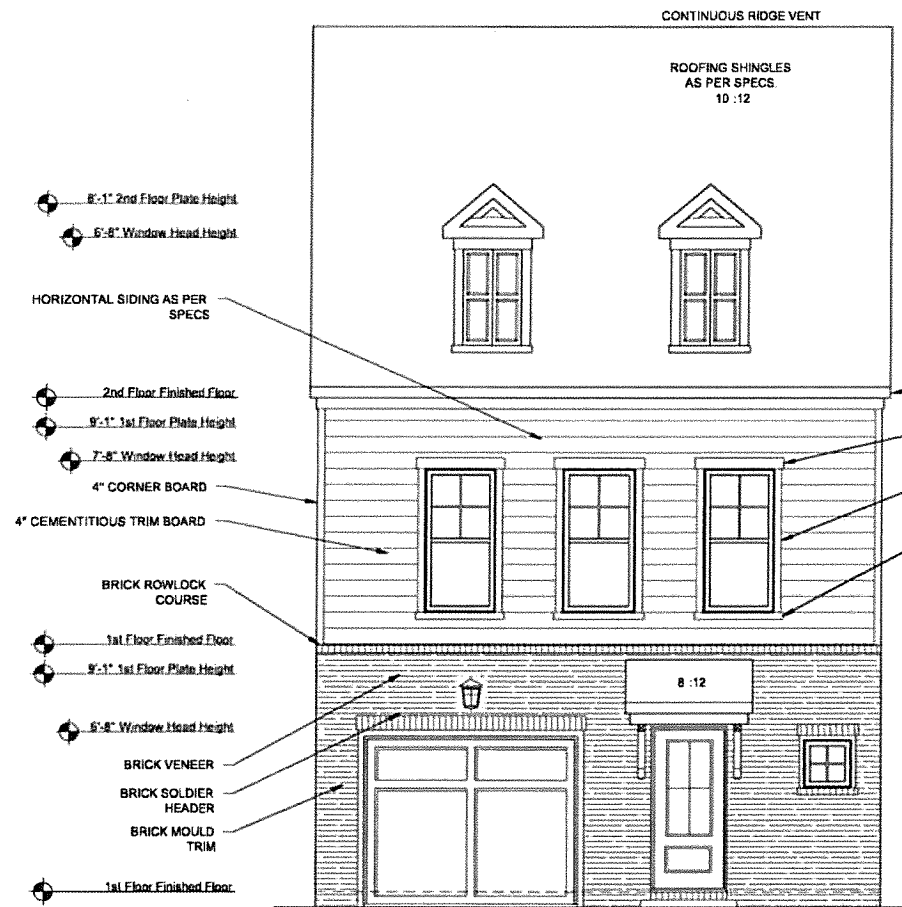 CONTINUOUS RIDGE VENT
ROOFING SHINGLES
AS PER SPECS.
10 :12
8'-1" 2nd Floor Plate Height
6'-8" Window Head Height
HORIZONTAL SIDING AS PER
SPECS
2nd Floor Finished Floor
9'-1" 1st Floor Plate Height
7'-8" Window Head Height
4" CORNER BOARD
4" CEMENTITIOUS TRIM BOARD
BRICK ROWLOCK
COURSE
1st Floor Finished Floor
9'-1" 1st Floor Plate Height
8 :12
6'-8" Window Head Height
BRICK VENEER
BRICK SOLDIER
HEADER
BRICK MOULD
TRIM
1st Floor Finished Floor